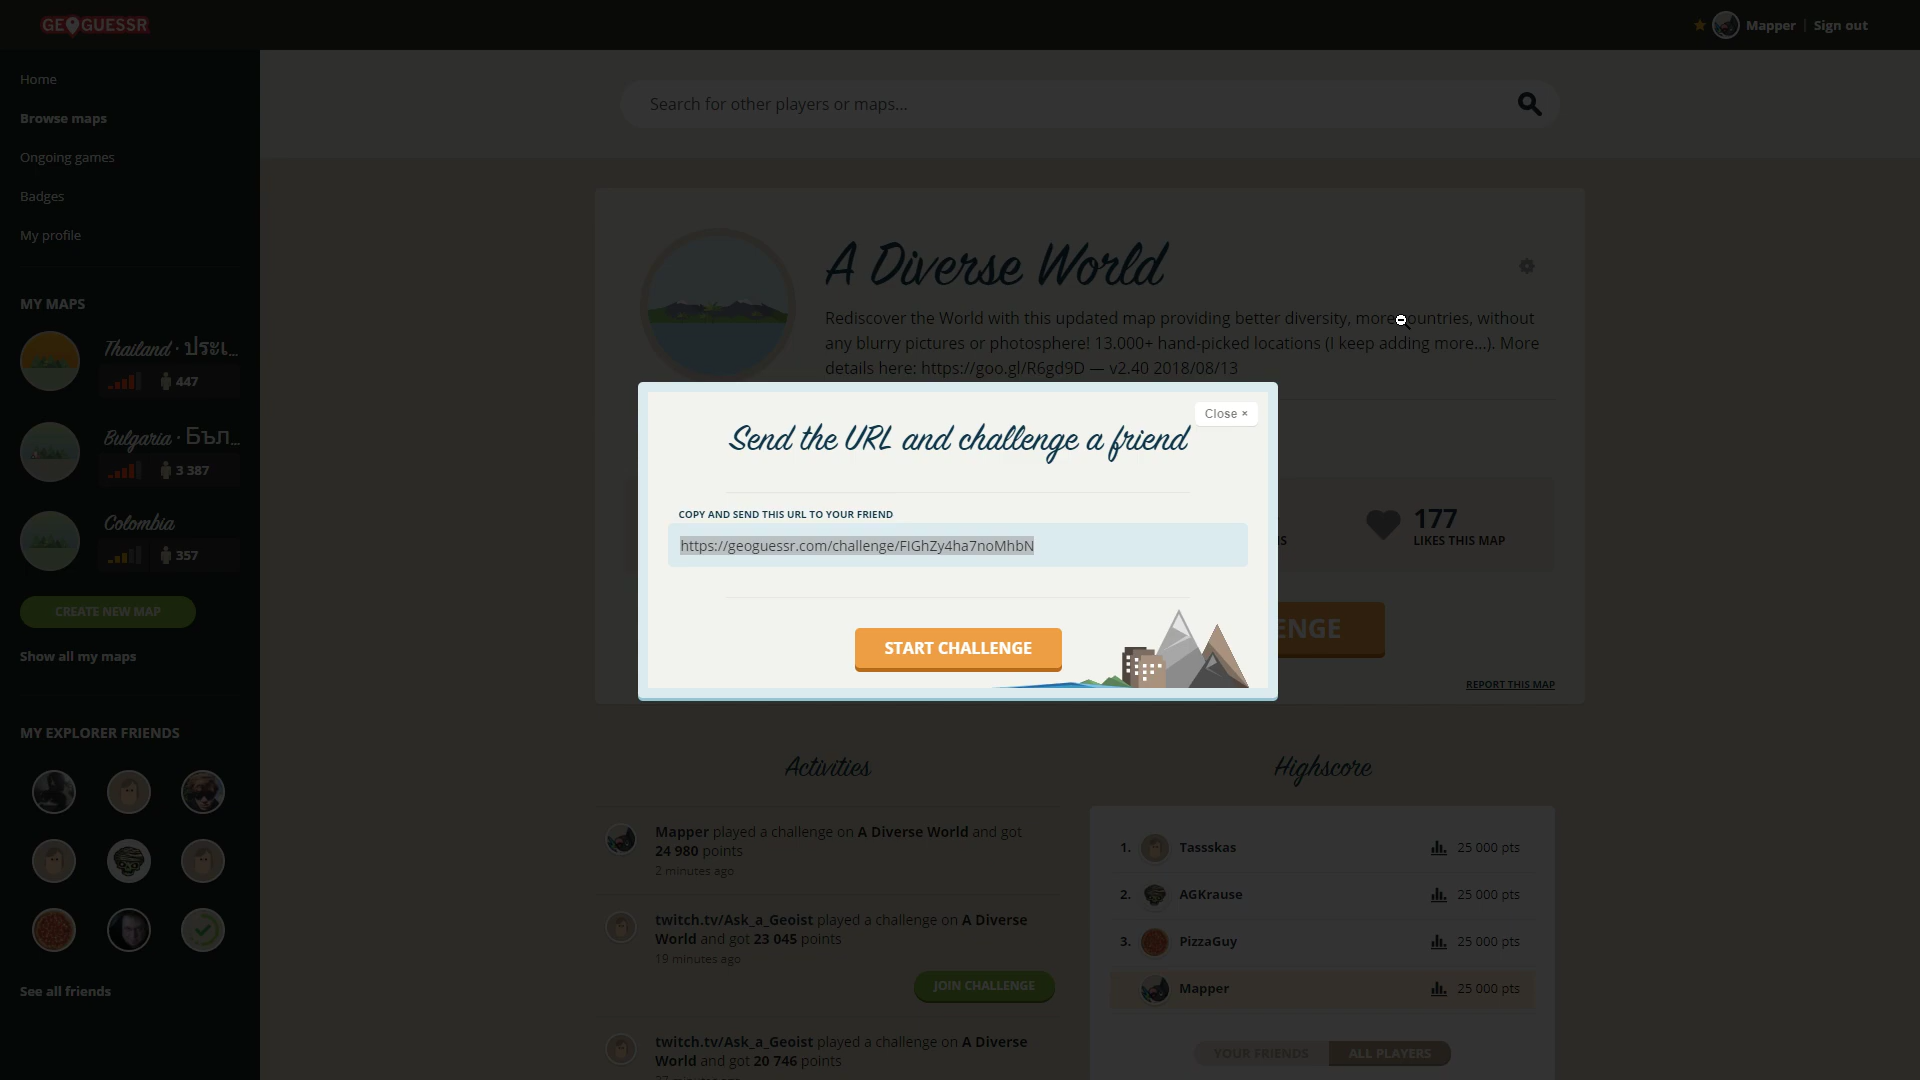 GEOGUESSR
Mapper | Sign out
Home
Browse maps
Ongoing games
Badges
My profile
MY MAPS
Thailand · ประเ...
447
Bulgaria · Бъл...
3 387
Colombia
357
CREATE NEW MAP
Show all my maps
MY EXPLORER FRIENDS
See all friends
Search for other players or maps...
A Diverse World
Rediscover the World with this updated map providing better diversity, more countries, without
any blurry pictures or photosphere! 13.000+ hand-picked locations (I keep adding more...). More
details here: https://goo.gl/R6gd9D — v2.40 2018/08/13
Close ×
Send the URL and challenge a friend
COPY AND SEND THIS URL TO YOUR FRIEND
https://geoguessr.com/challenge/FIGhZy4ha7noMhbN
START CHALLENGE
177
LIKES THIS MAP
REPORT THIS MAP
Activities
Mapper played a challenge on A Diverse World and got
24 980 points
2 minutes ago
twitch.tv/Ask_a_Geoist played a challenge on A Diverse
World and got 23 045 points
19 minutes ago
JOIN CHALLENGE
twitch.tv/Ask_a_Geoist played a challenge on A Diverse
World and got 20 746 points
Highscore
1. Tassskas 25 000 pts
2. AGKrause 25 000 pts
3. PizzaGuy 25 000 pts
Mapper 25 000 pts
YOUR FRIENDS ALL PLAYERS